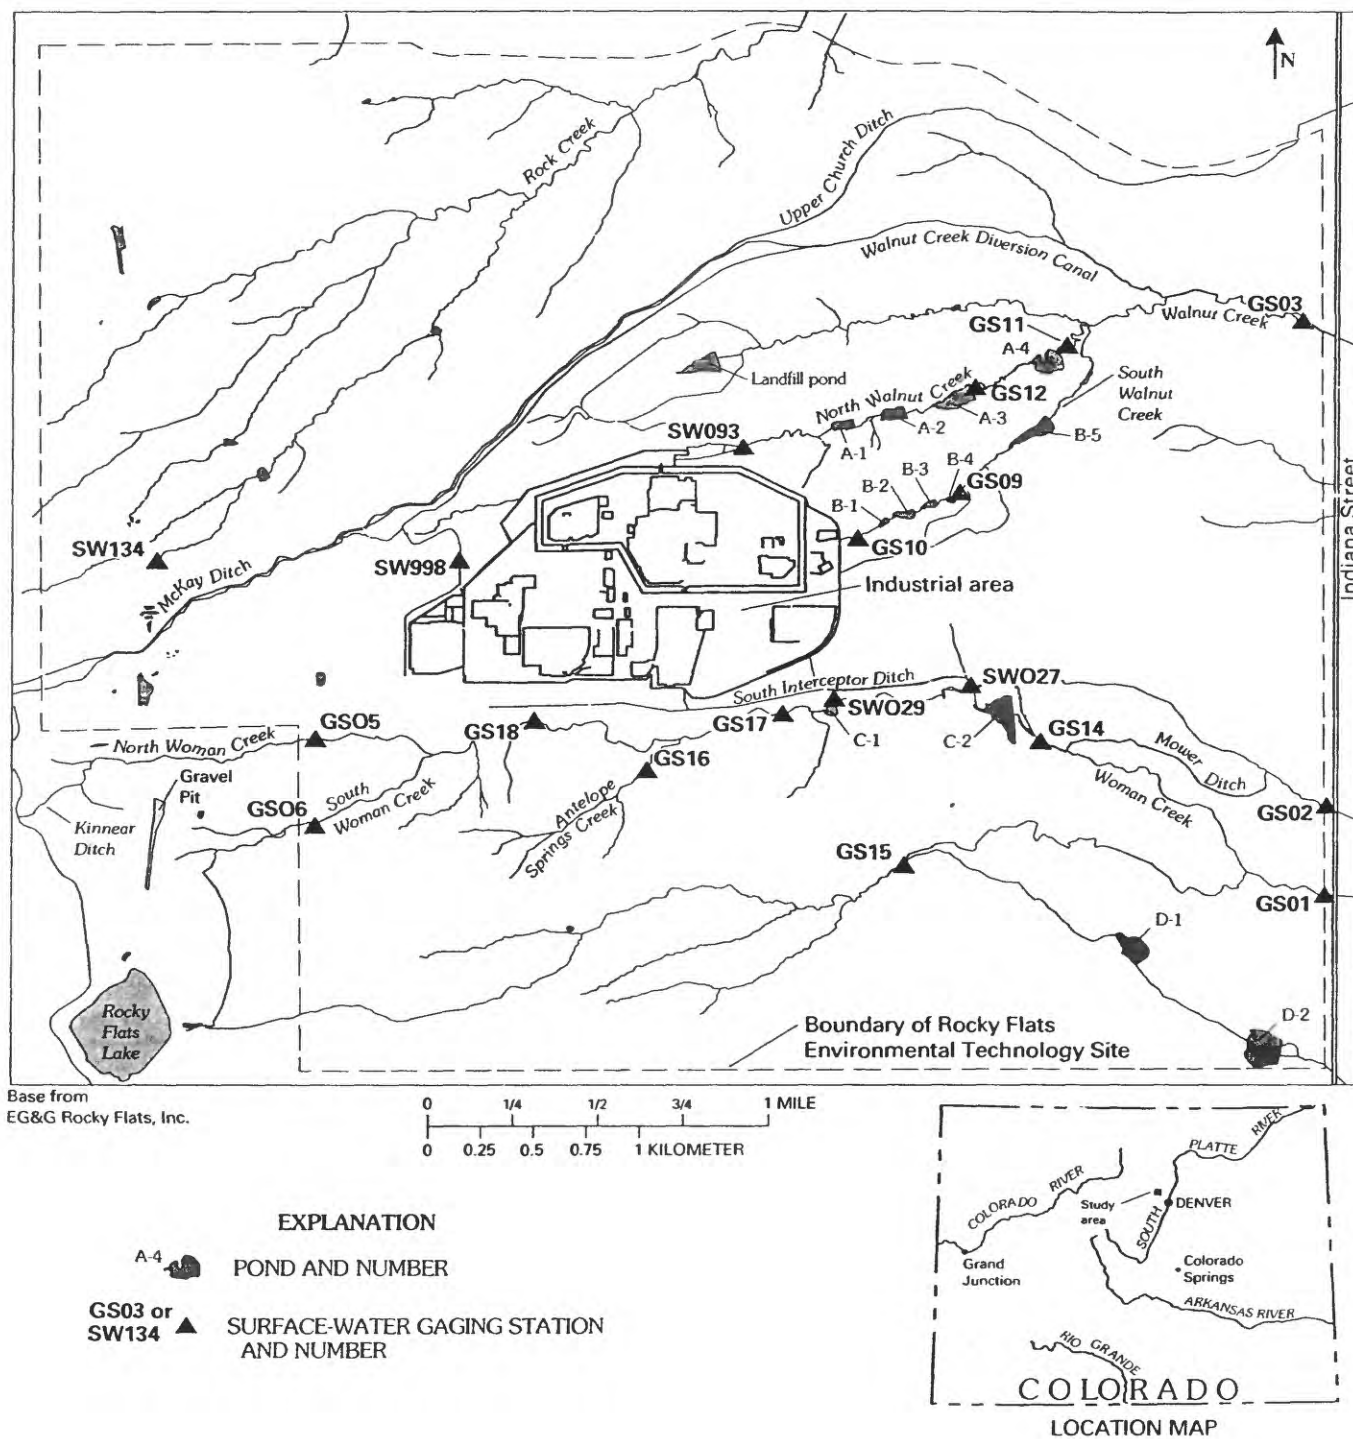 N
Rock Creek
Upper Church Ditch
Walnut Creek Diversion Canal
GS03
Walnut Creek
GS11
A-4
Landfill pond
North Walnut Creek
GS12
South
Walnut
Creek
A-3
A-2
A-1
B-5
SW093
B-4
B-3
B-2
B-1
GS09
GS10
Indiana Street
SW134
McKay Ditch
SW998
Industrial area
South Interceptor Ditch
SWO27
SWO29
GSO5
North Woman Creek
GS18
GS17
C-1
C-2
GS14
Mower
Ditch
GS16
Gravel
Pit
South
Woman Creek
GSO6
Antelope
Springs Creek
Woman Creek
GS02
Kinnear
Ditch
GS15
GS01
D-1
Rocky
Flats
Lake
D-2
Boundary of Rocky Flats
Environmental Technology Site
Base from
EG&G Rocky Flats, Inc.
0 1/4 1/2 3/4 1 MILE
0 0.25 0.5 0.75 1 KILOMETER
EXPLANATION
A-4 POND AND NUMBER
GS03 or
SW134 SURFACE-WATER GAGING STATION
AND NUMBER
PLATTE RIVER
COLORADO RIVER
Study
area
DENVER
SOUTH
Grand
Junction
Colorado
Springs
ARKANSAS RIVER
RIO GRANDE
COLORADO
LOCATION MAP